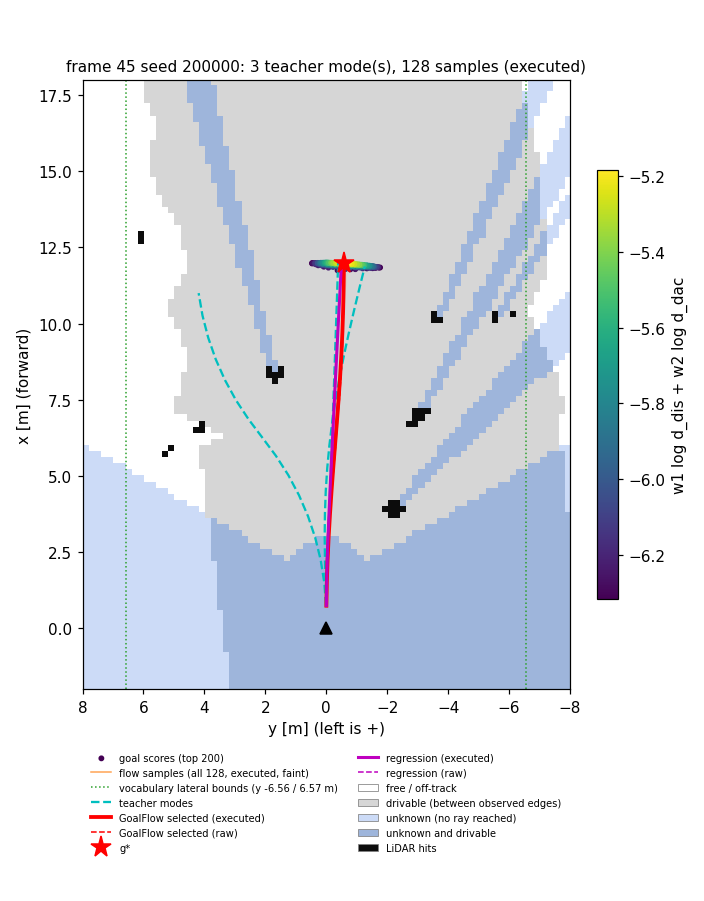 frame 45 seed 200000: 3 teacher mode(s), 128 samples (executed)
17.5
15.0
12.5
10.0
7.5
5.0
2.5
0.0
x [m] (forward)
8
6
4
2
0
−2
−4
−6
−8
y [m] (left is +)
−5.2
−5.4
−5.6
−5.8
−6.0
−6.2
w1 log d_dis + w2 log d_dac
goal scores (top 200)
flow samples (all 128, executed, faint)
vocabulary lateral bounds (y -6.56 / 6.57 m)
teacher modes
GoalFlow selected (executed)
GoalFlow selected (raw)
g*
regression (executed)
regression (raw)
free / off-track
drivable (between observed edges)
unknown (no ray reached)
unknown and drivable
LiDAR hits